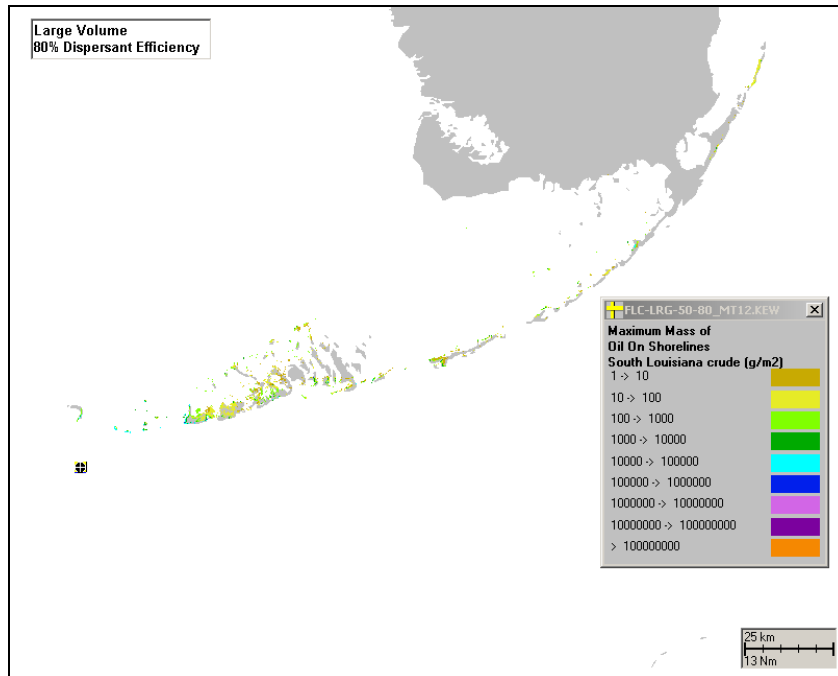 Large Volume
80% Dispersant Efficiency
FLC-LRG-50-80_MT12.KEW
Maximum Mass of
Oil On Shorelines
South Louisiana crude (g/m2)
1 -> 10
10 -> 100
100 -> 1000
1000 -> 10000
10000 -> 100000
100000 -> 1000000
1000000 -> 10000000
10000000 -> 100000000
> 100000000
25 km
13 Nm